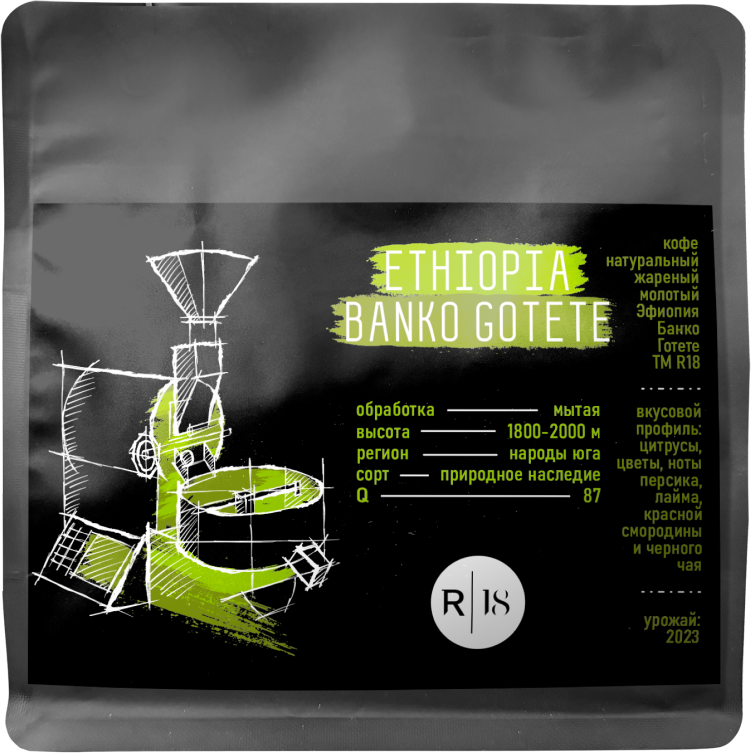 ETHIOPIA
BANKO GOTETE
обработка мытая
высота 1800-2000 м
регион народы юга
сорт природное наследие
Q 87
R 18
кофе
натуральный
жареный
молотый
Эфиопия
Банко
Готете
ТМ R18
вкусовой
профиль:
цитрусы,
цветы, ноты
персика,
лайма,
красной
смородины
и черного
чая
урожай:
2023